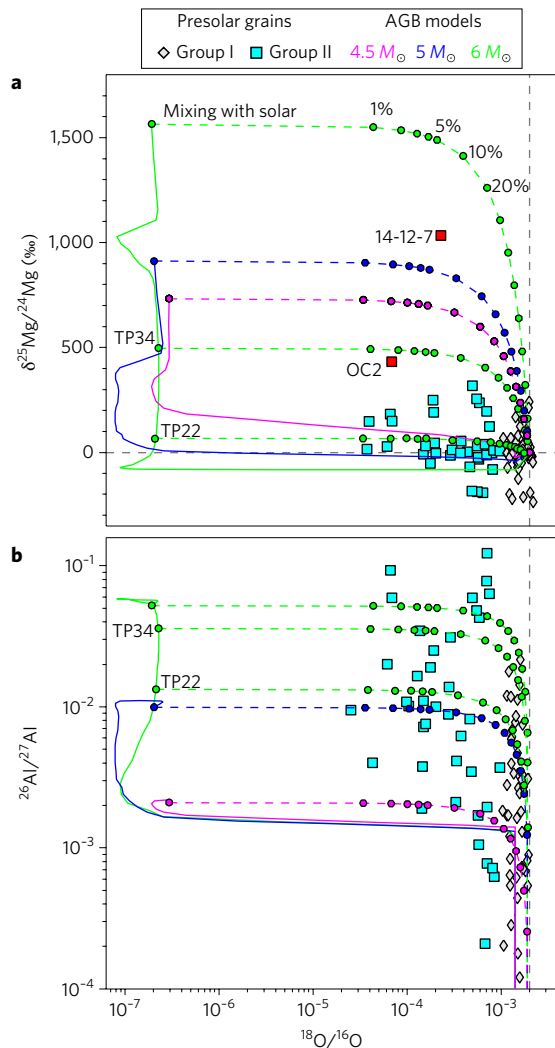 Presolar grains AGB models
Group I Group II 4.5 M☉ 5 M☉ 6 M☉
a
Mixing with solar
1%
5%
10%
20%
14-12-7
OC2
TP34
TP22
1,500
1,000
500
0
δ²⁵Mg/²⁴Mg (‰)
b
TP34
TP22
10⁻¹
10⁻²
10⁻³
10⁻⁴
²⁶Al/²⁷Al
10⁻⁷ 10⁻⁶ 10⁻⁵ 10⁻⁴ 10⁻³
¹⁸O/¹⁶O